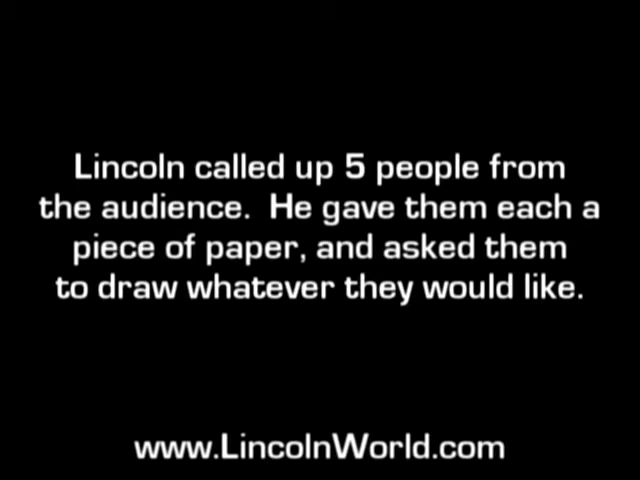 Lincoln called up 5 people from
the audience.  He gave them each a
piece of paper, and asked them
to draw whatever they would like.
www.LincolnWorld.com